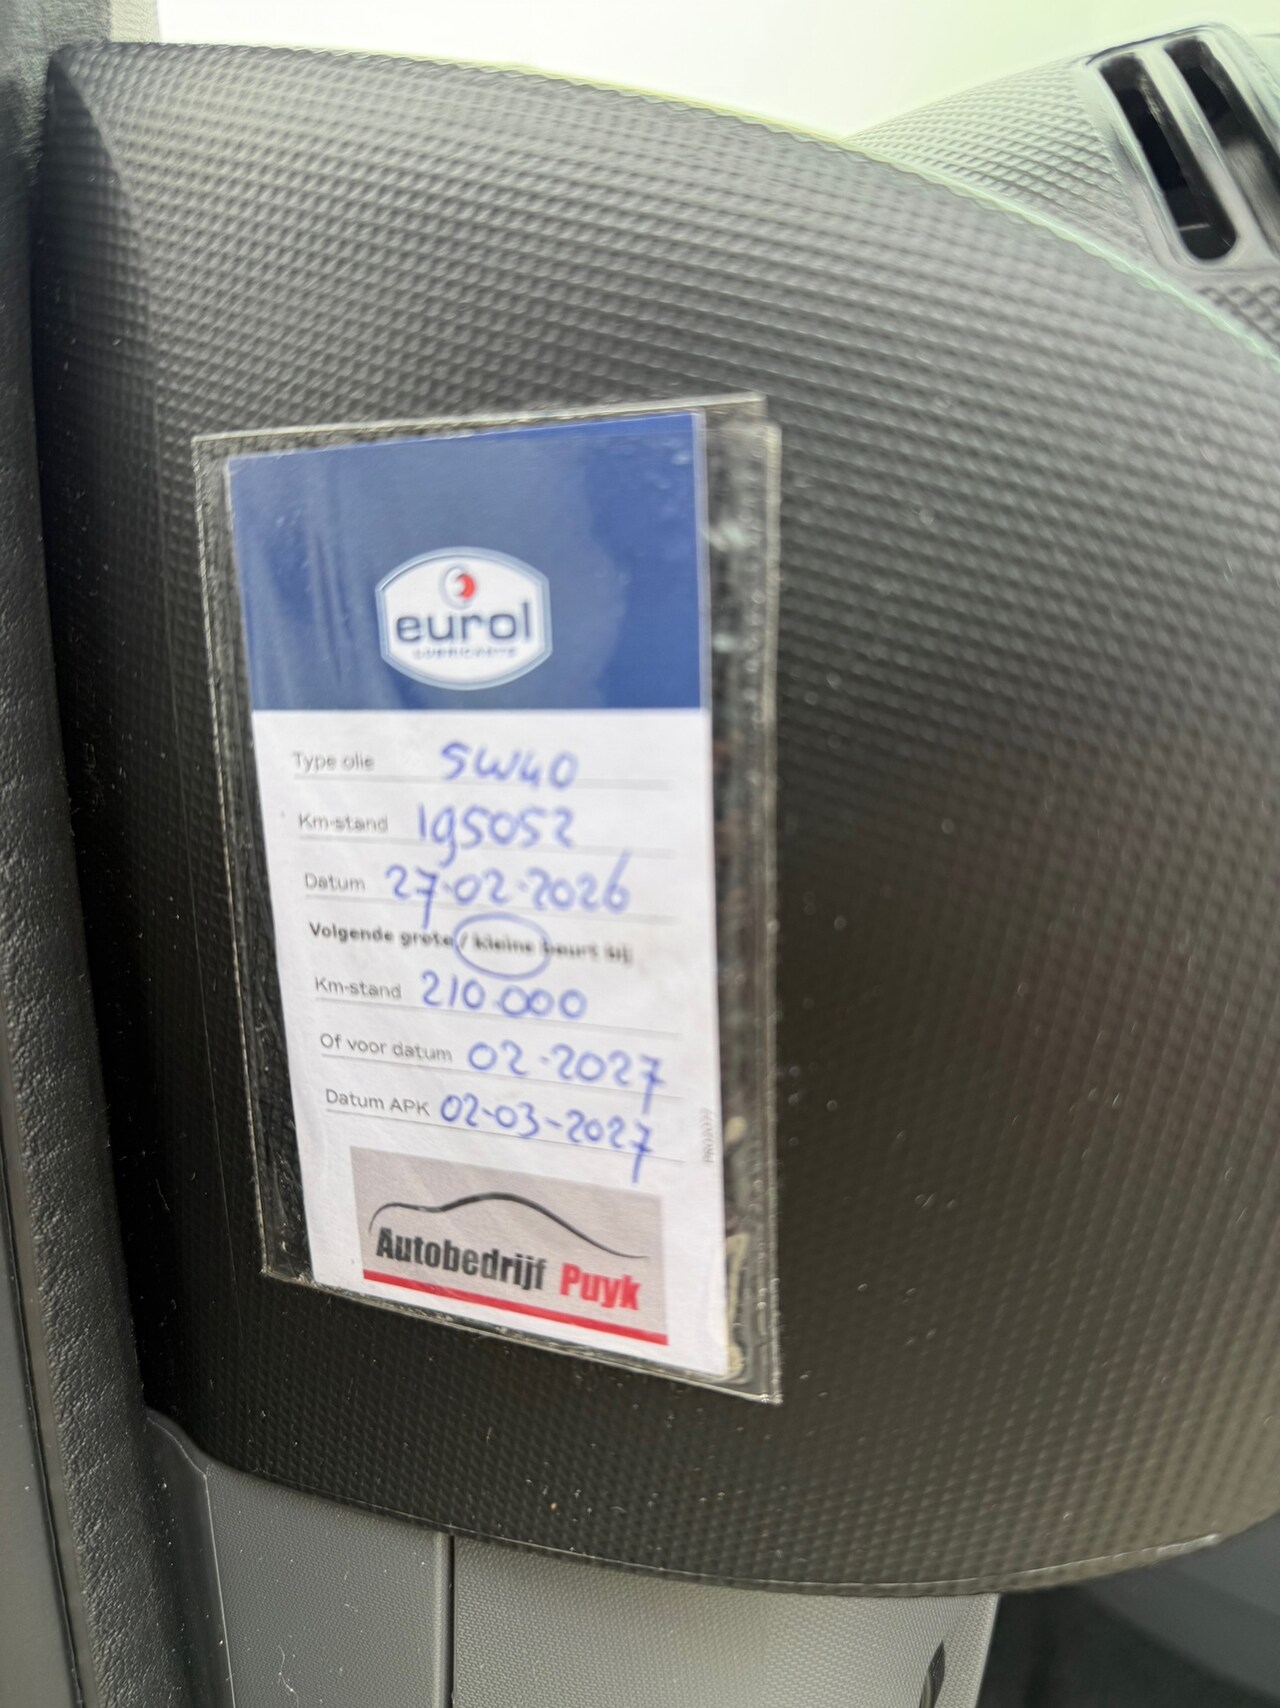 eurol
LUBRICANTS
Type olie 5W40
Km-stand 195052
Datum 27-02-2026
Volgende grote / kleine beurt bij
Km-stand 210.000
Of voor datum 02-2027
Datum APK 02-03-2027
Autobedrijf Puyk